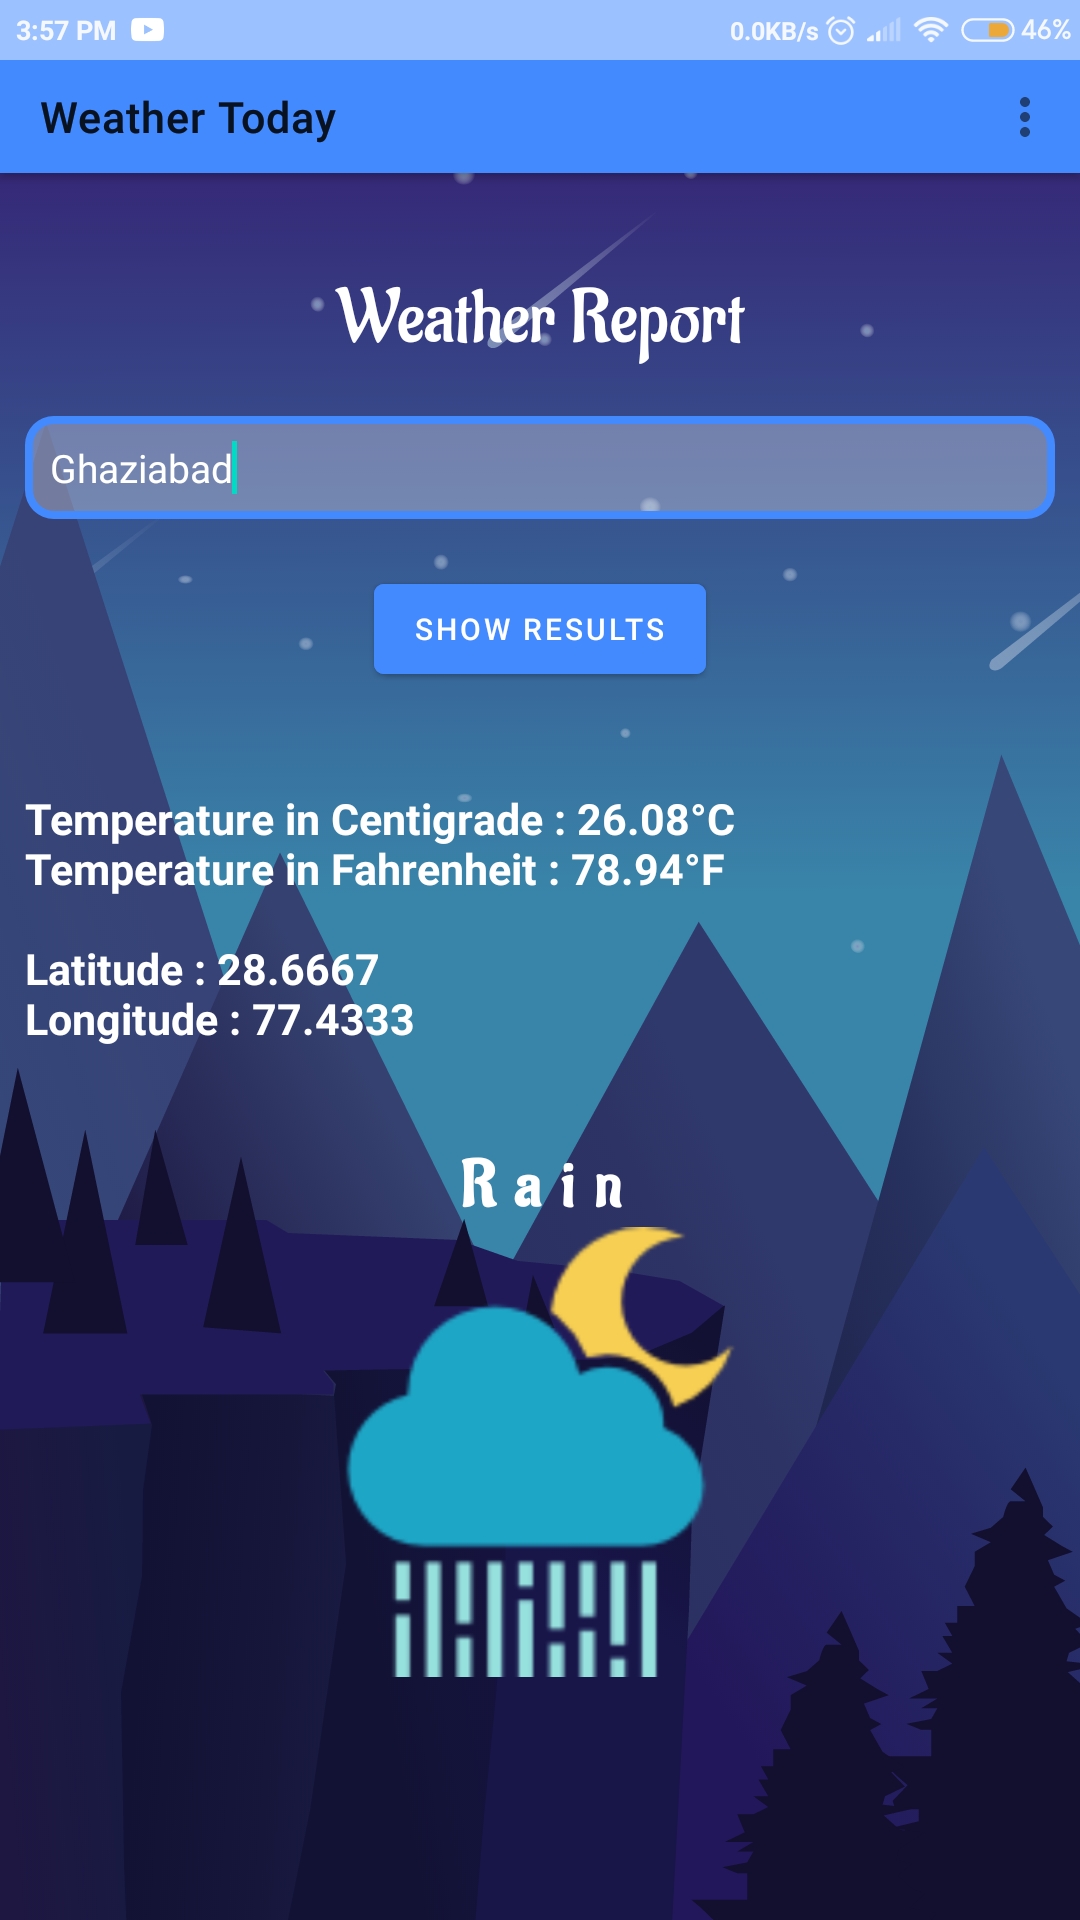 3:57 PM 0.0KB/s 46%
Weather Today
Weather Report
Ghaziabad
SHOW RESULTS
Temperature in Centigrade : 26.08°C
Temperature in Fahrenheit : 78.94°F
Latitude : 28.6667
Longitude : 77.4333
Rain